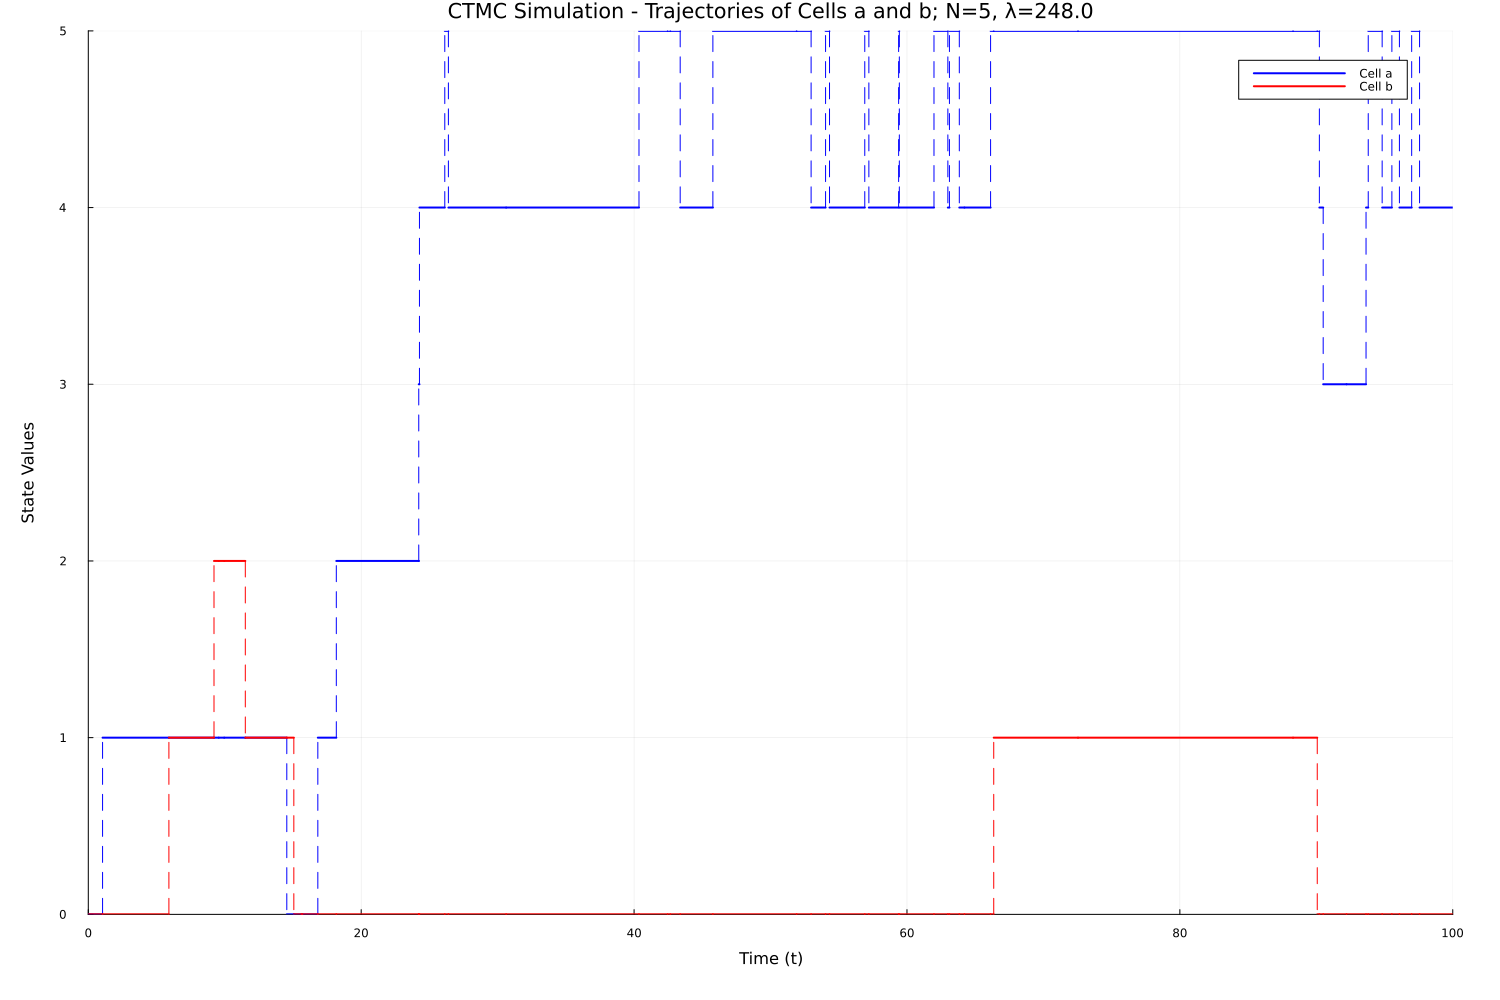 CTMC Simulation - Trajectories of Cells a and b; N=5, λ=248.0
5
Cell a
Cell b
4
3
State Values
2
1
0
0 20 40 60 80 100
Time (t)